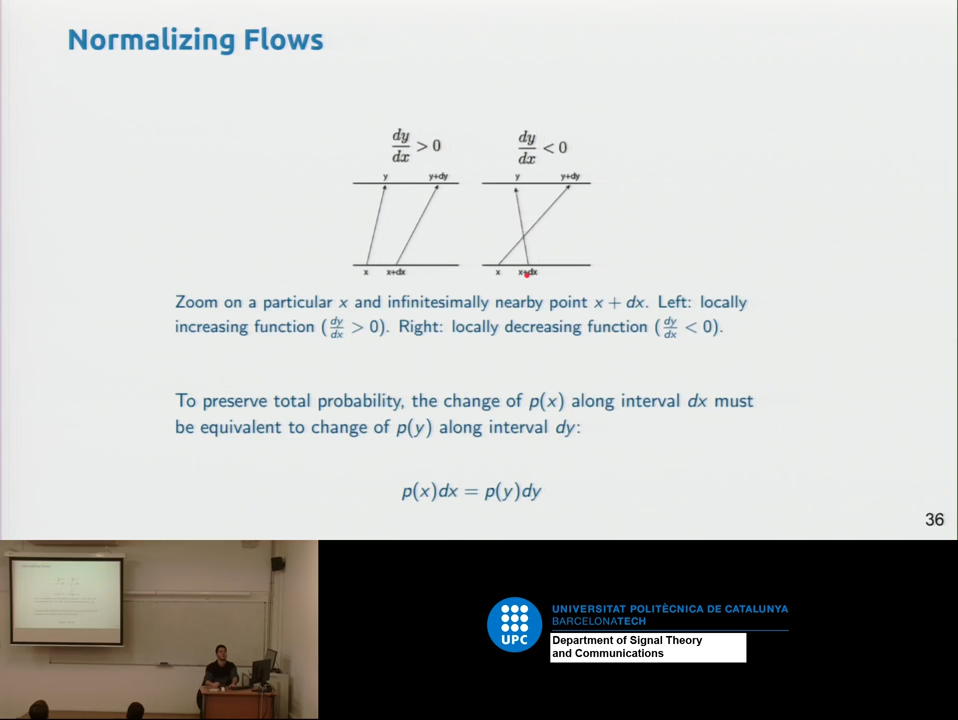 Normalizing Flows
dy/dx > 0
dy/dx < 0
y y+dy
y y+dy
x x+dx
x x+dx
Zoom on a particular x and infinitesimally nearby point x + dx. Left: locally
increasing function (dy/dx > 0). Right: locally decreasing function (dy/dx < 0).
To preserve total probability, the change of p(x) along interval dx must
be equivalent to change of p(y) along interval dy:
p(x)dx = p(y)dy
36
UPC
UNIVERSITAT POLITÈCNICA DE CATALUNYA
BARCELONATECH
Department of Signal Theory
and Communications